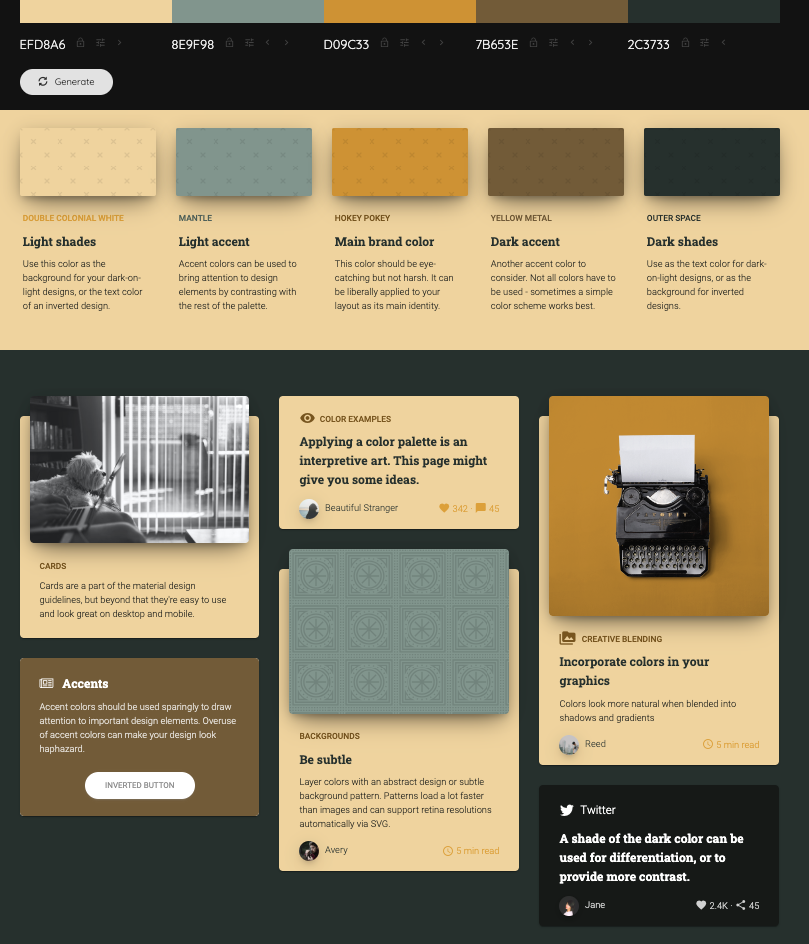 EFD8A6
8E9F98
D09C33
7B653E
2C3733
Generate
DOUBLE COLONIAL WHITE
Light shades
Use this color as the
background for your dark-on-
light designs, or the text color
of an inverted design.
MANTLE
Light accent
Accent colors can be used to
bring attention to design
elements by contrasting with
the rest of the palette.
HOKEY POKEY
Main brand color
This color should be eye-
catching but not harsh. It can
be liberally applied to your
layout as its main identity.
YELLOW METAL
Dark accent
Another accent color to
consider. Not all colors have to
be used - sometimes a simple
color scheme works best.
OUTER SPACE
Dark shades
Use as the text color for dark-
on-light designs, or as the
background for inverted
designs.
CARDS
Cards are a part of the material design
guidelines, but beyond that they're easy to use
and look great on desktop and mobile.
Accents
Accent colors should be used sparingly to draw
attention to important design elements. Overuse
of accent colors can make your design look
haphazard.
INVERTED BUTTON
COLOR EXAMPLES
Applying a color palette is an
interpretive art. This page might
give you some ideas.
Beautiful Stranger
342 · 45
BACKGROUNDS
Be subtle
Layer colors with an abstract design or subtle
background pattern. Patterns load a lot faster
than images and can support retina resolutions
automatically via SVG.
Avery
5 min read
CREATIVE BLENDING
Incorporate colors in your
graphics
Colors look more natural when blended into
shadows and gradients
Reed
5 min read
Twitter
A shade of the dark color can be
used for differentiation, or to
provide more contrast.
Jane
2.4K · 45